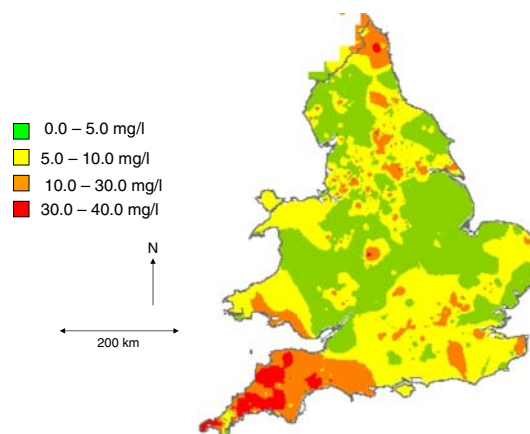 0.0 – 5.0 mg/l
5.0 – 10.0 mg/l
10.0 – 30.0 mg/l
30.0 – 40.0 mg/l
N
200 km